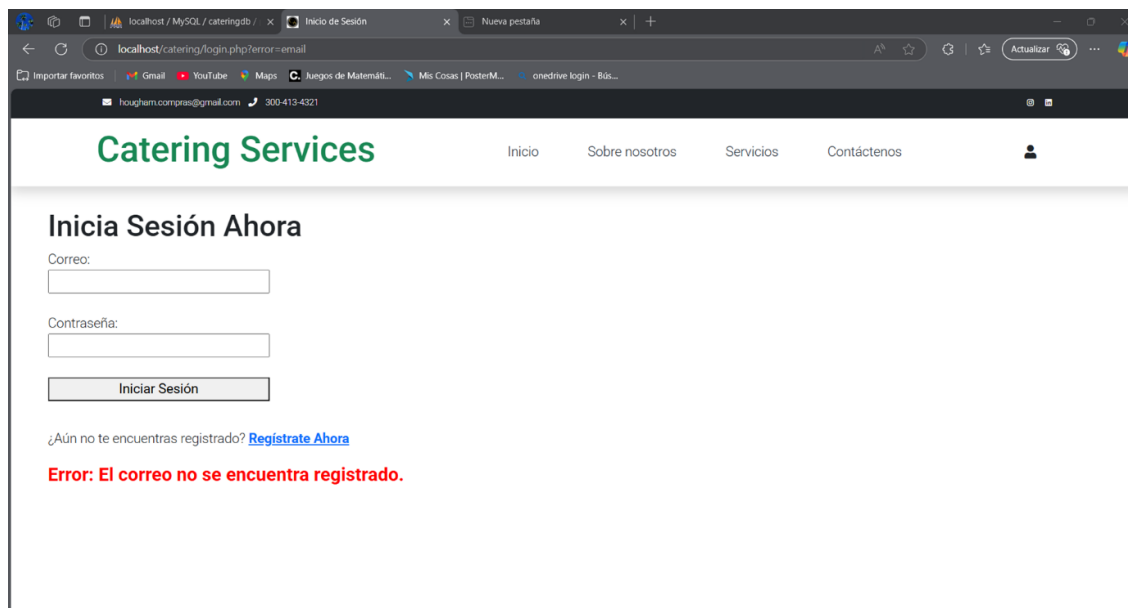 localhost / MySQL / cateringdb /
Inicio de Sesión
Nueva pestaña
localhost/catering/login.php?error=email
Actualizar
Importar favoritos
Gmail
YouTube
Maps
Juegos de Matemáti...
Mis Cosas | PosterM...
onedrive login - Bús...
hougham.compras@gmail.com 300-413-4321
Catering Services
Inicio
Sobre nosotros
Servicios
Contáctenos
Inicia Sesión Ahora
Correo:
Contraseña:
Iniciar Sesión
¿Aún no te encuentras registrado? Regístrate Ahora
Error: El correo no se encuentra registrado.